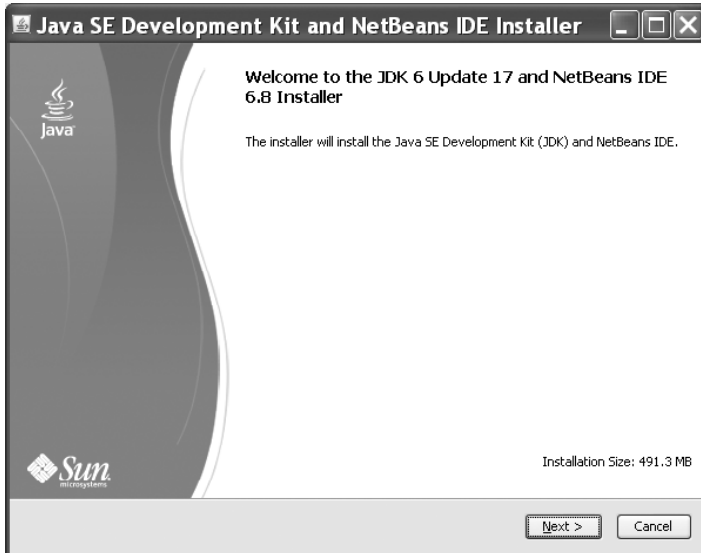 Java SE Development Kit and NetBeans IDE Installer
Welcome to the JDK 6 Update 17 and NetBeans IDE
6.8 Installer
Java
The installer will install the Java SE Development Kit (JDK) and NetBeans IDE.
Installation Size: 491.3 MB
Sun
microsystems
Next >
Cancel